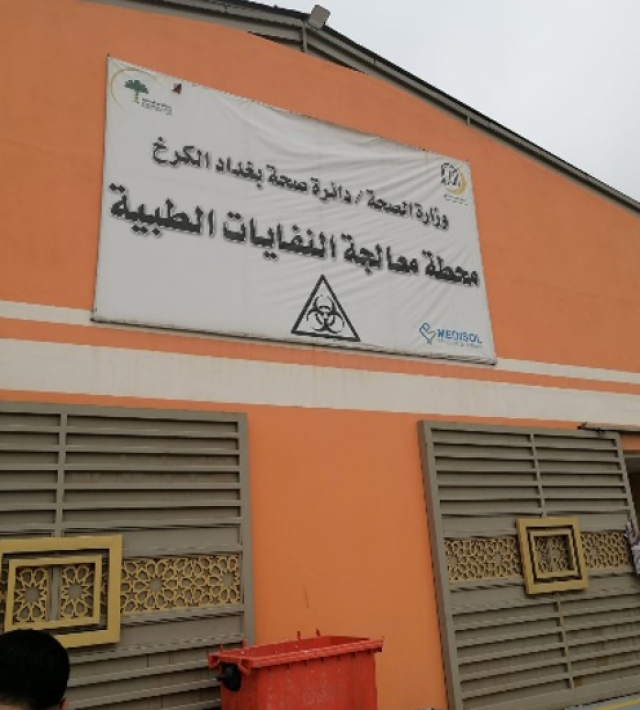 وزارة الصحة / دائرة صحة بغداد الكرخ
محطة معالجة النفايات الطبية
MEDISOL